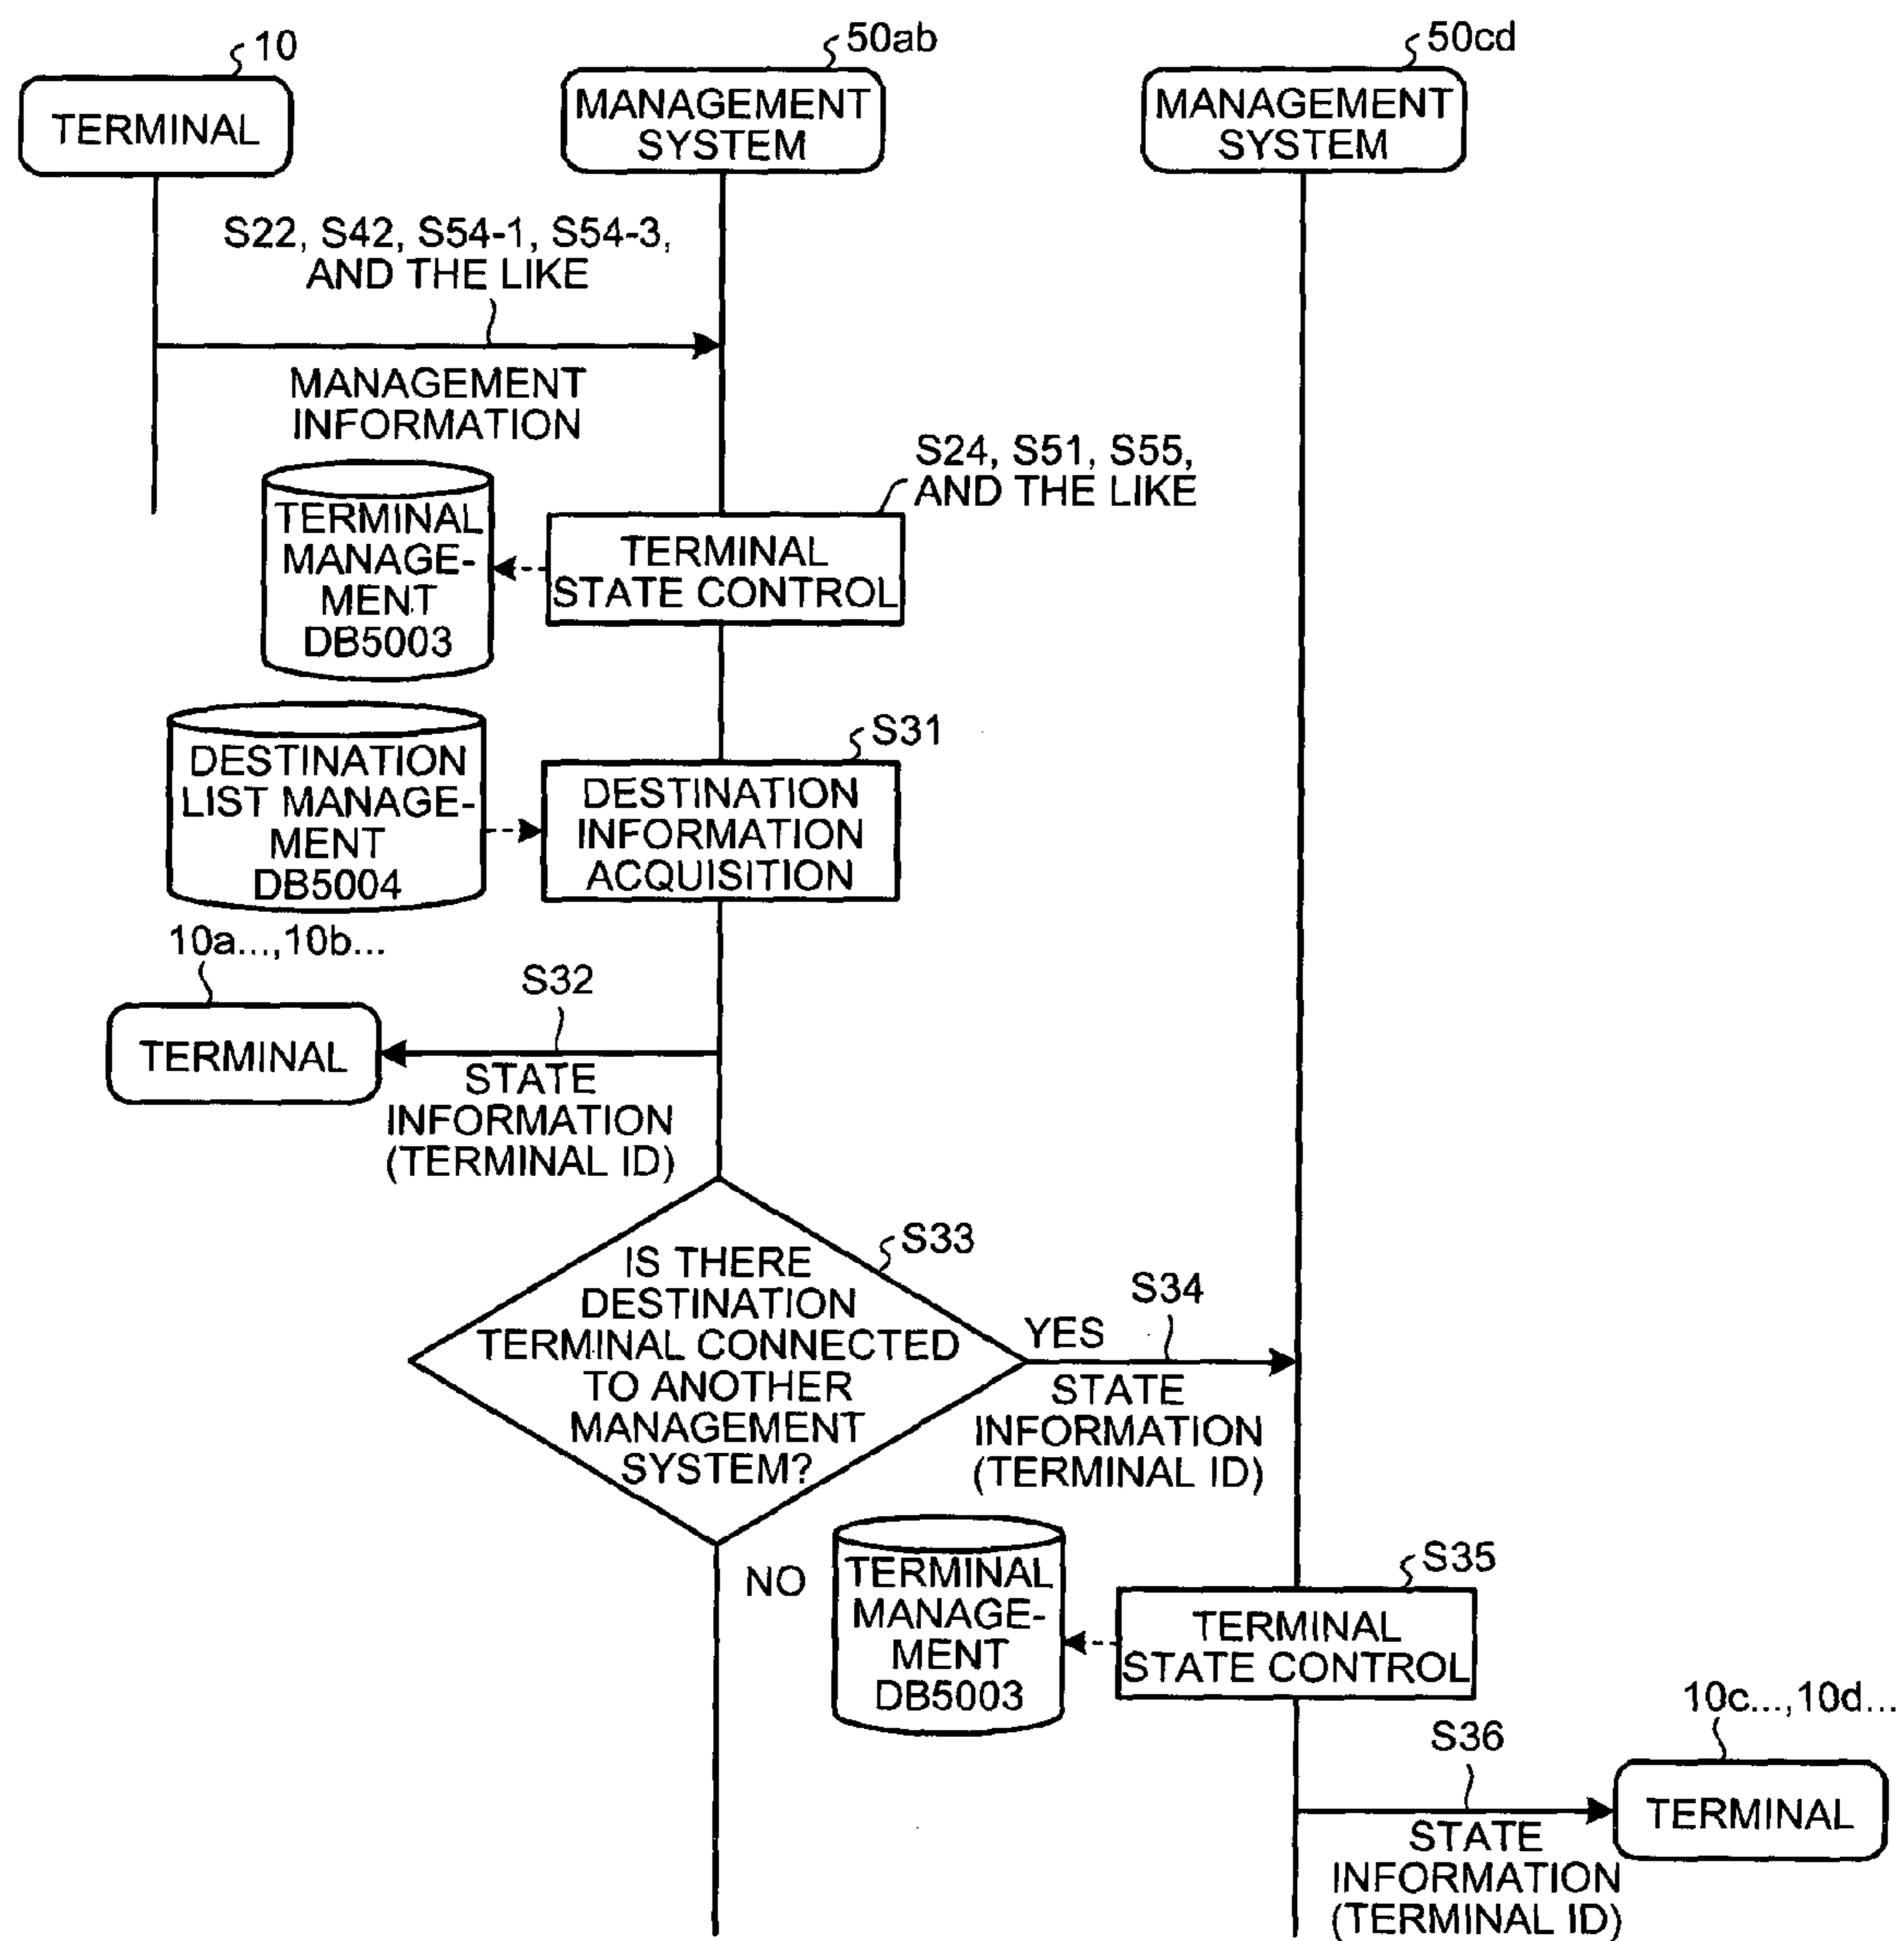 10
50ab
50cd
TERMINAL
MANAGEMENT
SYSTEM
MANAGEMENT
SYSTEM
S22, S42, S54-1, S54-3,
AND THE LIKE
MANAGEMENT
INFORMATION
S24, S51, S55,
AND THE LIKE
TERMINAL
MANAGE-
MENT
DB5003
TERMINAL
STATE CONTROL
S31
DESTINATION
LIST MANAGE-
MENT
DB5004
DESTINATION
INFORMATION
ACQUISITION
10a...,10b...
S32
TERMINAL
STATE
INFORMATION
(TERMINAL ID)
S33
IS THERE
DESTINATION
TERMINAL CONNECTED
TO ANOTHER
MANAGEMENT
SYSTEM?
YES
S34
STATE
INFORMATION
(TERMINAL ID)
NO
TERMINAL
MANAGE-
MENT
DB5003
S35
TERMINAL
STATE CONTROL
10c...,10d...
S36
TERMINAL
STATE
INFORMATION
(TERMINAL ID)